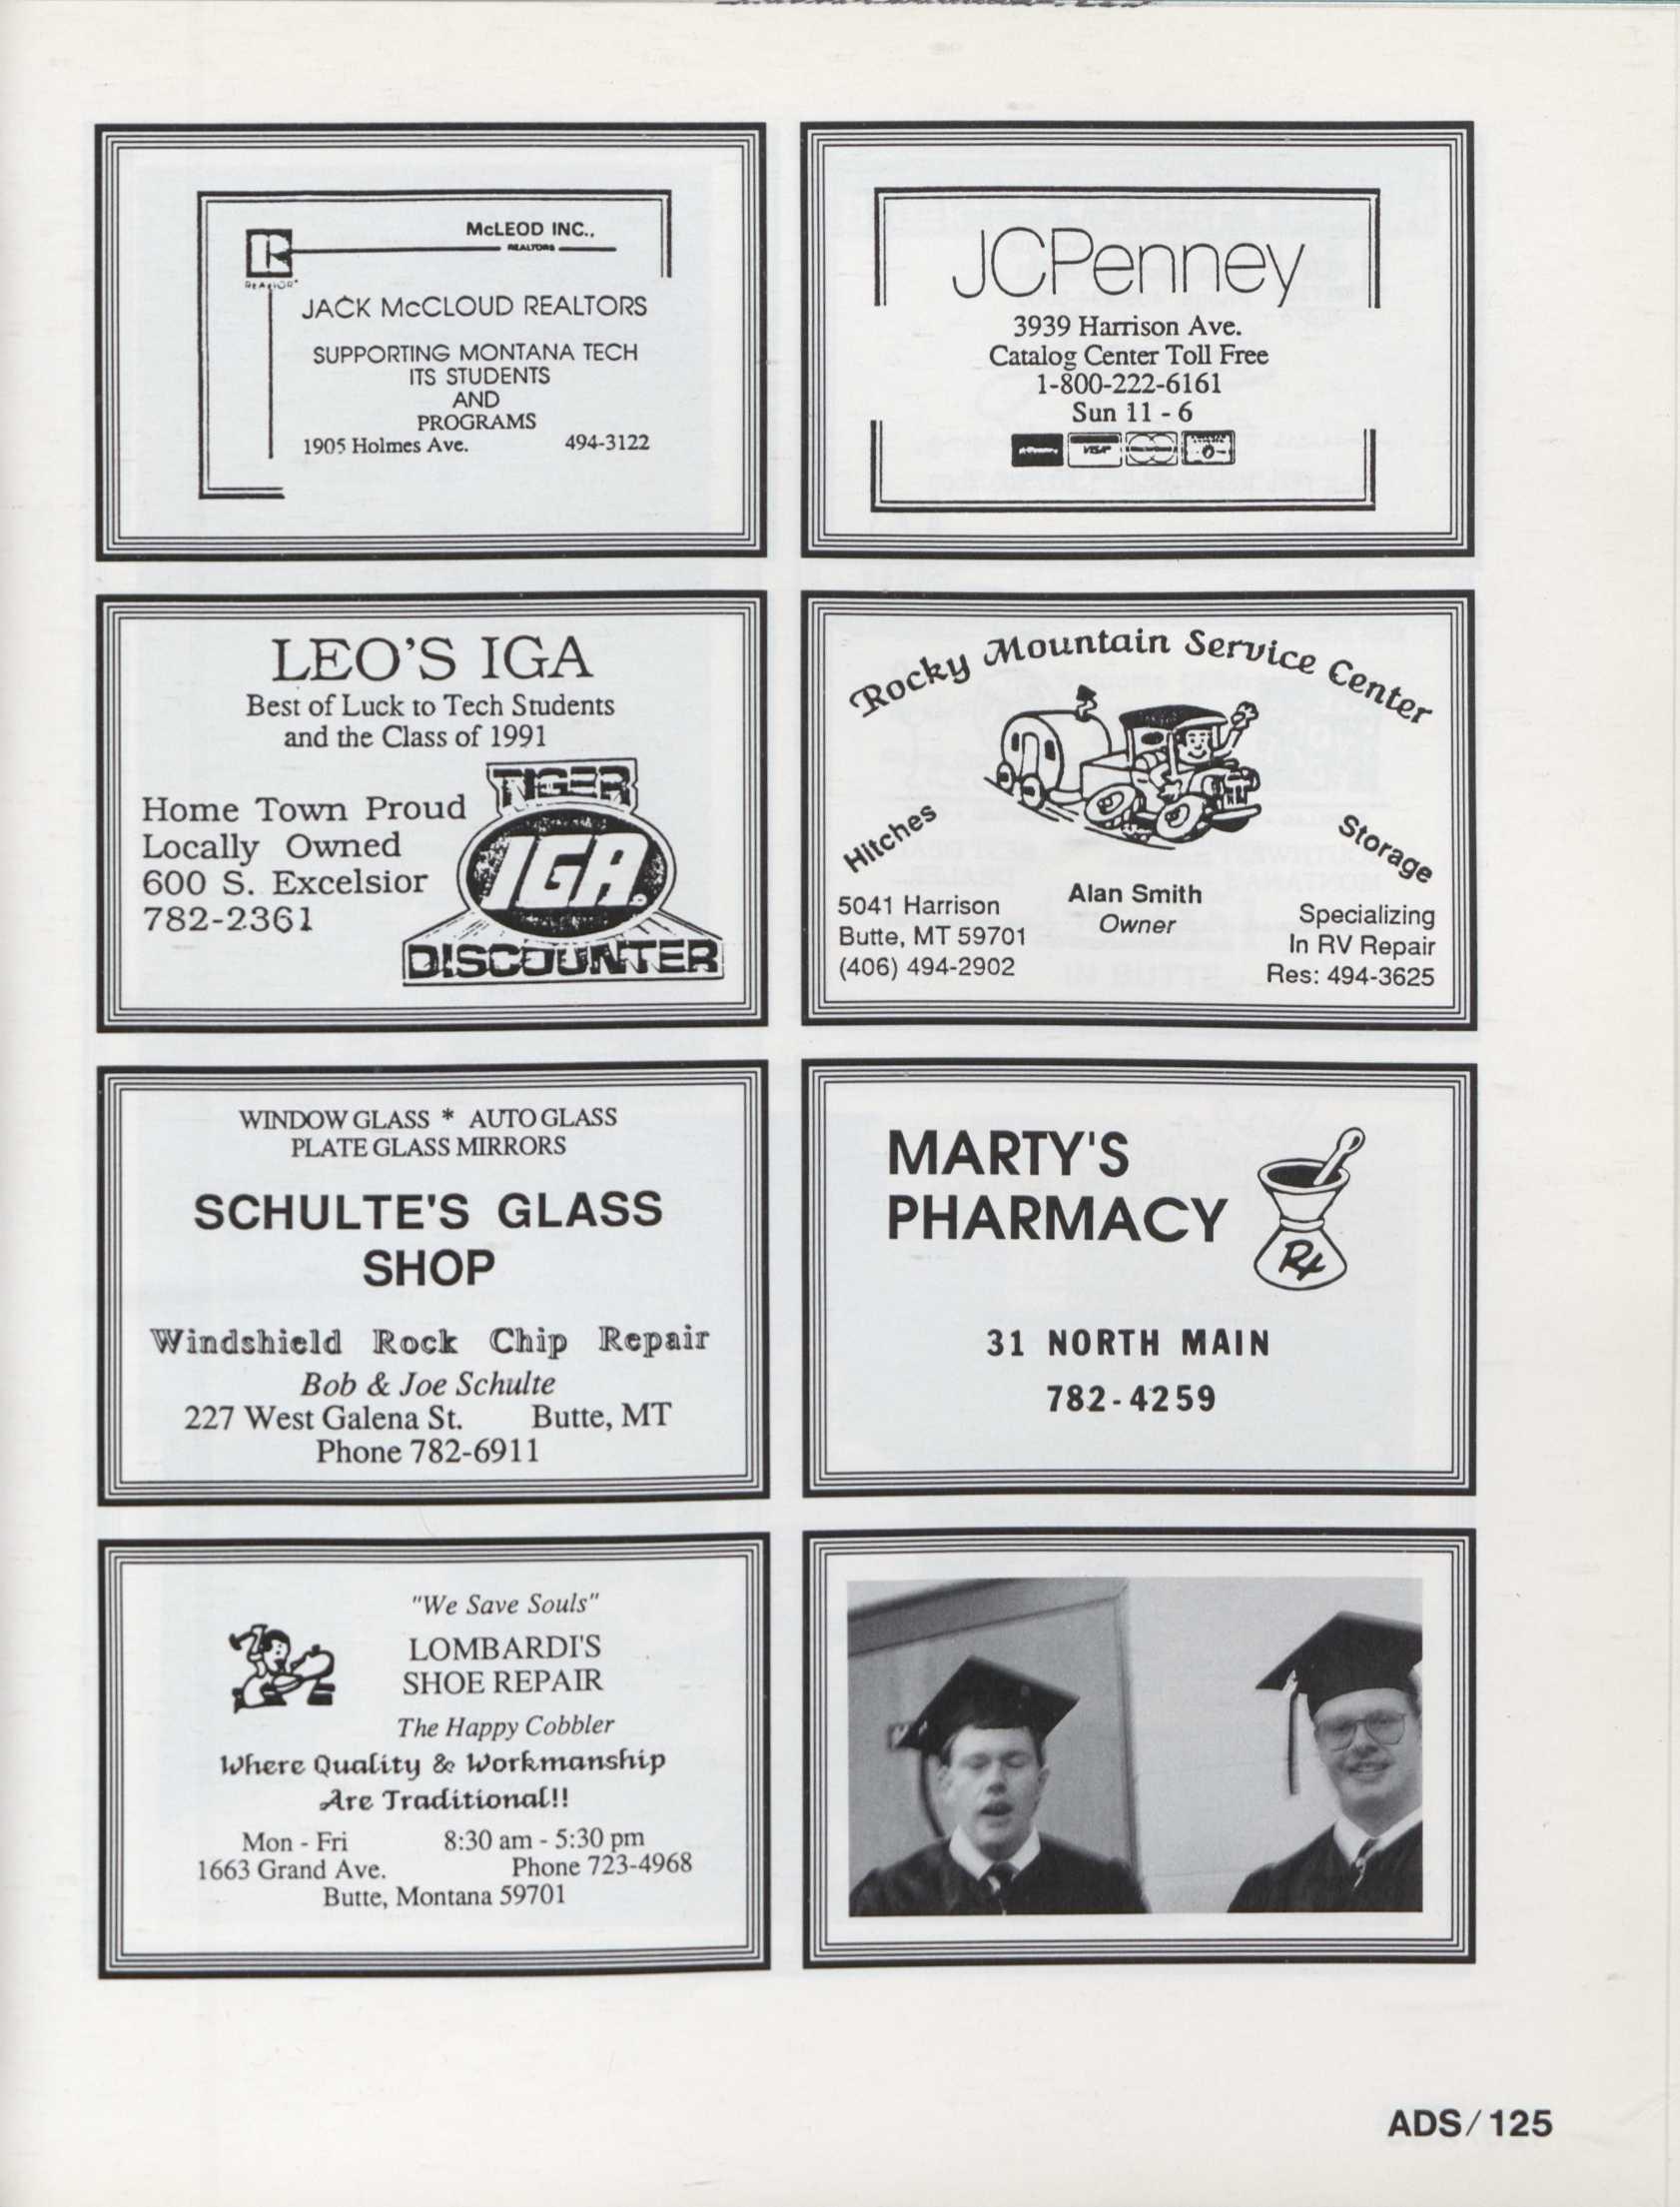 McLEOD INC.,
REALTORS
REALTOR®
JACK McCLOUD REALTORS
SUPPORTING MONTANA TECH
ITS STUDENTS
AND
PROGRAMS
1905 Holmes Ave. 494-3122
JCPenney
3939 Harrison Ave.
Catalog Center Toll Free
1-800-222-6161
Sun 11 - 6
VISA
LEO'S IGA
Best of Luck to Tech Students
and the Class of 1991
Home Town Proud
Locally Owned
600 S. Excelsior
782-2361
TIGER
IGA
DISCOUNTER
Rocky Mountain Service Center
Hitches
Storage
5041 Harrison
Butte, MT 59701
(406) 494-2902
Alan Smith
Owner
Specializing
In RV Repair
Res: 494-3625
WINDOW GLASS * AUTO GLASS
PLATE GLASS MIRRORS
SCHULTE'S GLASS
SHOP
Windshield Rock Chip Repair
Bob & Joe Schulte
227 West Galena St. Butte, MT
Phone 782-6911
MARTY'S
PHARMACY
Rx
31 NORTH MAIN
782-4259
"We Save Souls"
LOMBARDI'S
SHOE REPAIR
The Happy Cobbler
Where Quality & Workmanship
Are Traditional!!
Mon - Fri 8:30 am - 5:30 pm
1663 Grand Ave. Phone 723-4968
Butte, Montana 59701
ADS/125